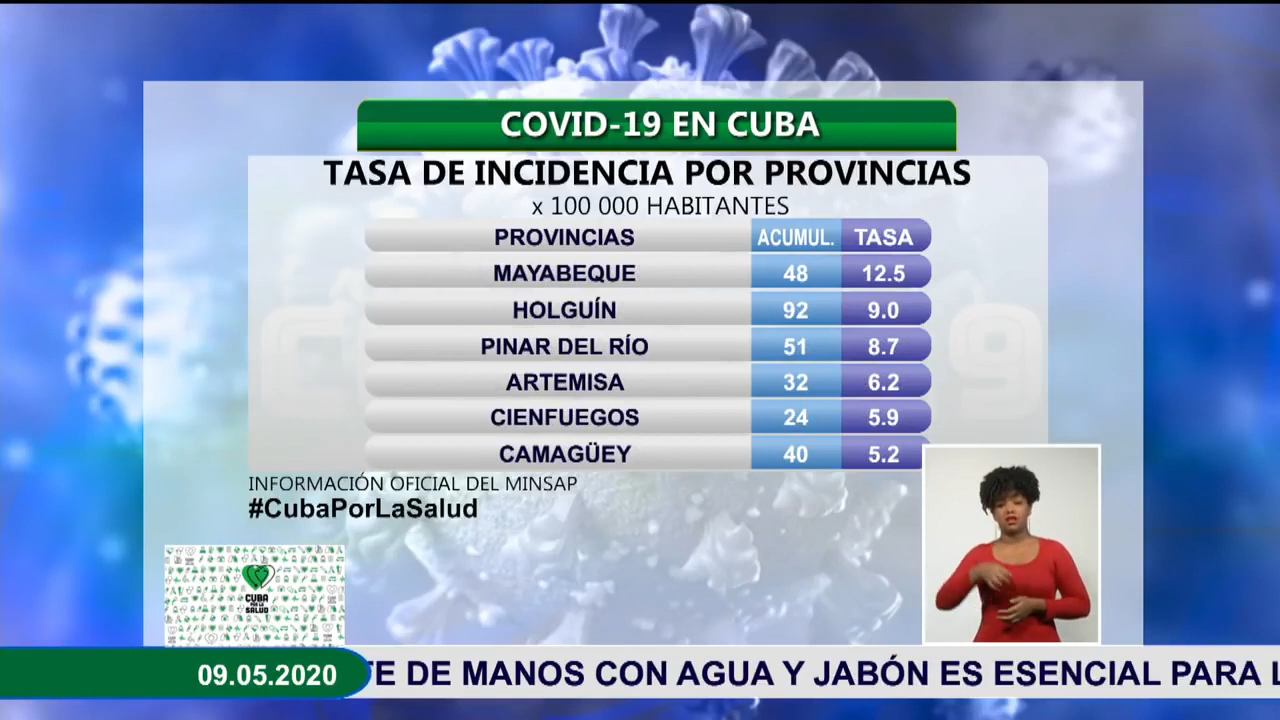 COVID-19 EN CUBA
TASA DE INCIDENCIA POR PROVINCIAS
x 100 000 HABITANTES
PROVINCIAS ACUMUL. TASA
MAYABEQUE 48 12.5
HOLGUÍN 92 9.0
PINAR DEL RÍO 51 8.7
ARTEMISA 32 6.2
CIENFUEGOS 24 5.9
CAMAGÜEY 40 5.2
INFORMACIÓN OFICIAL DEL MINSAP
#CubaPorLaSalud
CUBA
POR LA
SALUD
09.05.2020 TE DE MANOS CON AGUA Y JABÓN ES ESENCIAL PARA L